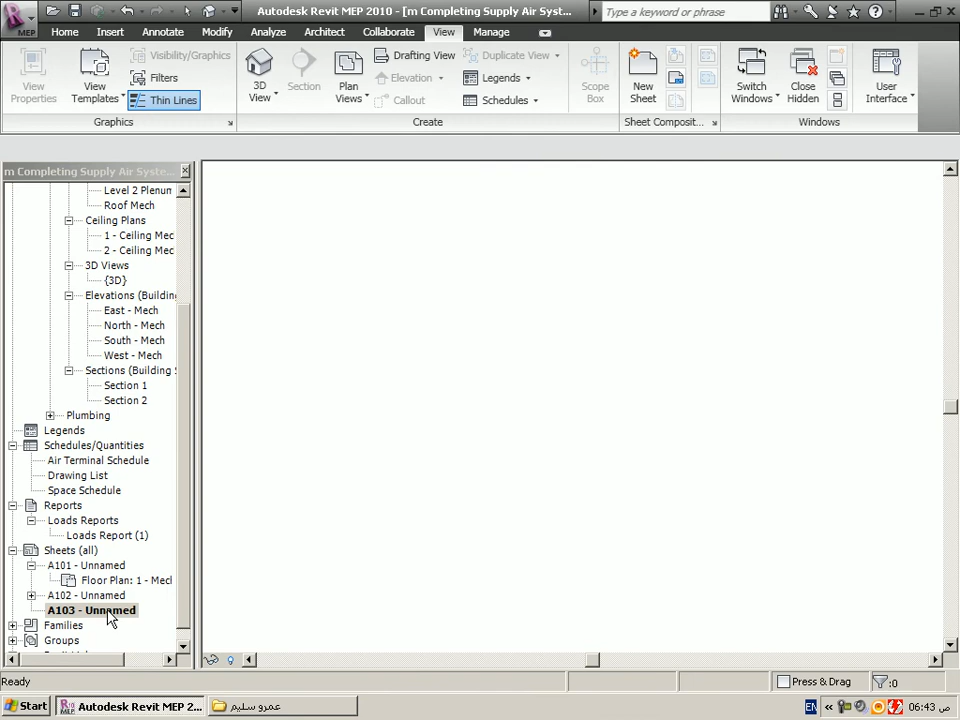 Autodesk Revit MEP 2010 - [m Completing Supply Air Syst...
Type a keyword or phrase
MEP
Home Insert Annotate Modify Analyze Architect Collaborate View Manage
View Properties
View Templates
Visibility/Graphics
Filters
Thin Lines
Graphics
3D View
Section
Plan Views
Drafting View
Elevation
Callout
Duplicate View
Legends
Schedules
Scope Box
Create
New Sheet
Sheet Composit...
Switch Windows
Close Hidden
Windows
User Interface
m Completing Supply Air Syste...
Level 2 Plenum
Roof Mech
Ceiling Plans
1 - Ceiling Mec
2 - Ceiling Mec
3D Views
{3D}
Elevations (Building
East - Mech
North - Mech
South - Mech
West - Mech
Sections (Building S
Section 1
Section 2
Plumbing
Legends
Schedules/Quantities
Air Terminal Schedule
Drawing List
Space Schedule
Reports
Loads Reports
Loads Report (1)
Sheets (all)
A101 - Unnamed
Floor Plan: 1 - Mecl
A102 - Unnamed
A103 - Unnamed
Families
Groups
Ready
Press & Drag
:0
Start
Autodesk Revit MEP 2...
عمرو سليم
EN
06:43 ص